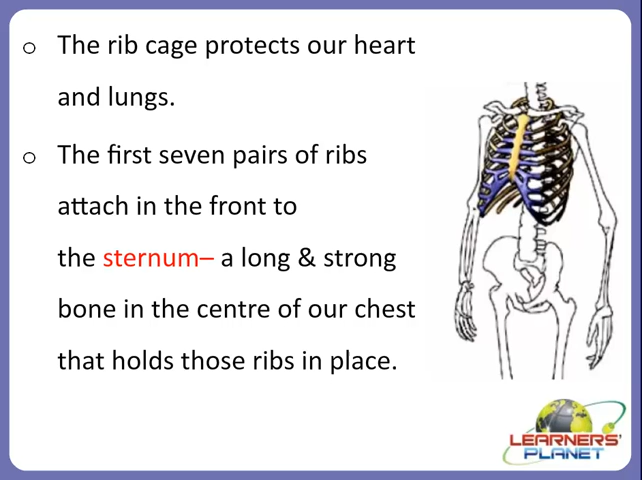 o The rib cage protects our heart
and lungs.
o The first seven pairs of ribs
attach in the front to
the sternum– a long & strong
bone in the centre of our chest
that holds those ribs in place.
LEARNERS'
PLANET